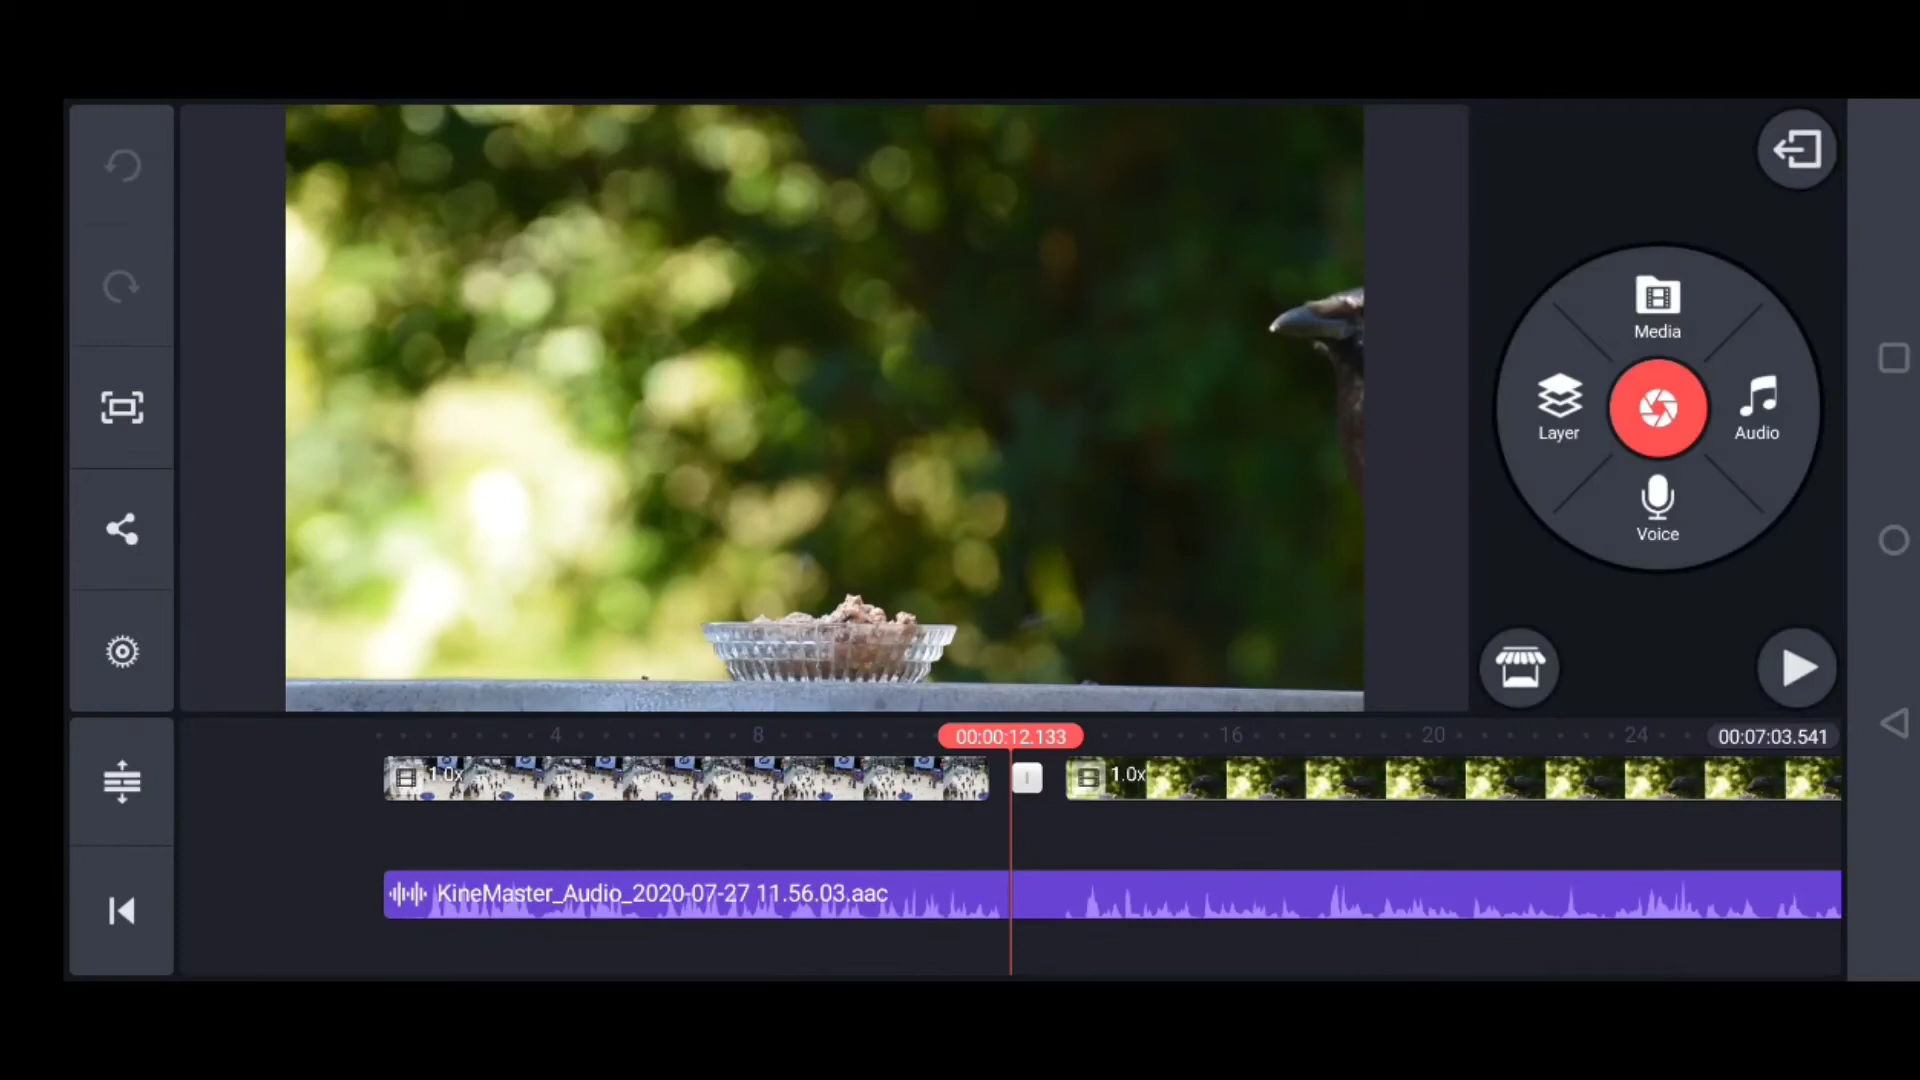 Media
Layer
Audio
Voice
4
8
00:00:12.133
16
20
24
00:07:03.541
1.0x
1.0x
KineMaster_Audio_2020-07-27 11.56.03.aac